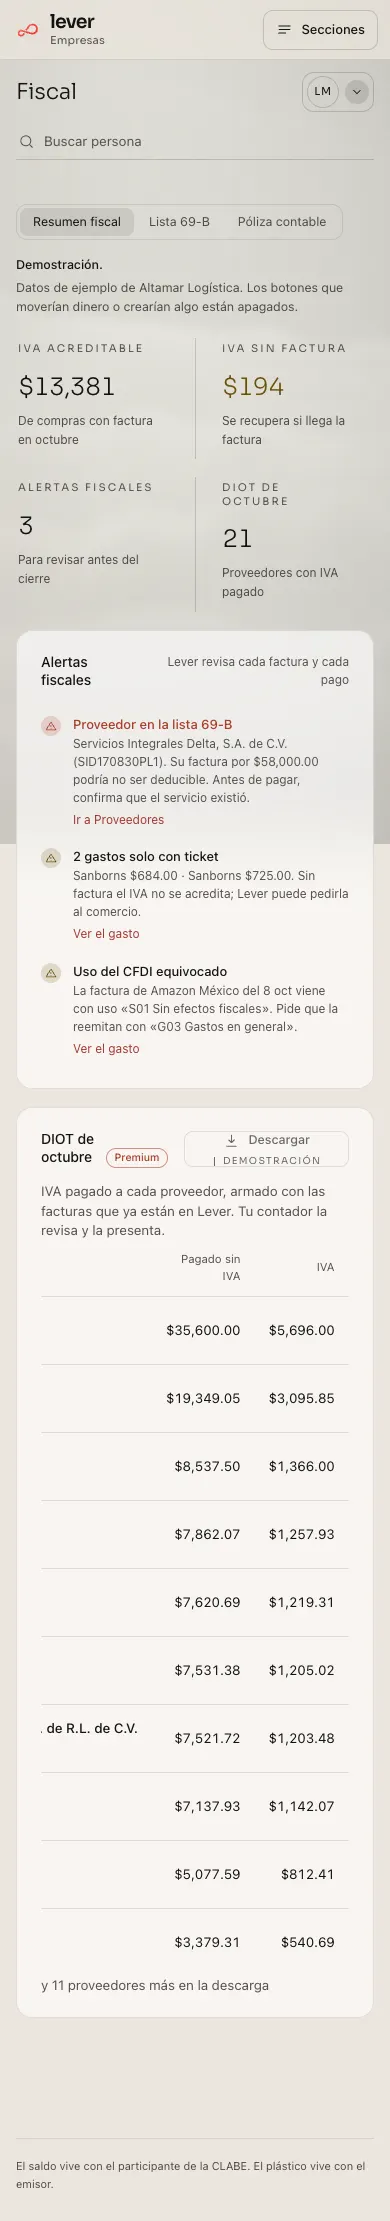 lever
Empresas
Secciones
Fiscal
LM
Buscar persona
Resumen fiscal
Lista 69-B
Póliza contable
Demostración.
Datos de ejemplo de Altamar Logística. Los botones que
moverían dinero o crearían algo están apagados.
IVA ACREDITABLE
$13,381
De compras con factura
en octubre
IVA SIN FACTURA
$194
Se recupera si llega la
factura
ALERTAS FISCALES
3
Para revisar antes del
cierre
DIOT DE
OCTUBRE
21
Proveedores con IVA
pagado
Alertas
fiscales
Lever revisa cada factura y cada
pago
Proveedor en la lista 69-B
Servicios Integrales Delta, S.A. de C.V.
(SID170830PL1). Su factura por $58,000.00
podría no ser deducible. Antes de pagar,
confirma que el servicio existió.
Ir a Proveedores
2 gastos solo con ticket
Sanborns $684.00 · Sanborns $725.00. Sin
factura el IVA no se acredita; Lever puede pedirla
al comercio.
Ver el gasto
Uso del CFDI equivocado
La factura de Amazon México del 8 oct viene
con uso «S01 Sin efectos fiscales». Pide que la
reemitan con «G03 Gastos en general».
Ver el gasto
DIOT de
octubre
Premium
Descargar
| DEMOSTRACIÓN
IVA pagado a cada proveedor, armado con las
facturas que ya están en Lever. Tu contador la
revisa y la presenta.
Pagado sin
IVA
IVA
$35,600.00 $5,696.00
$19,349.05 $3,095.85
$8,537.50 $1,366.00
$7,862.07 $1,257.93
$7,620.69 $1,219.31
$7,531.38 $1,205.02
. de R.L. de C.V. $7,521.72 $1,203.48
$7,137.93 $1,142.07
$5,077.59 $812.41
$3,379.31 $540.69
y 11 proveedores más en la descarga
El saldo vive con el participante de la CLABE. El plástico vive con el
emisor.